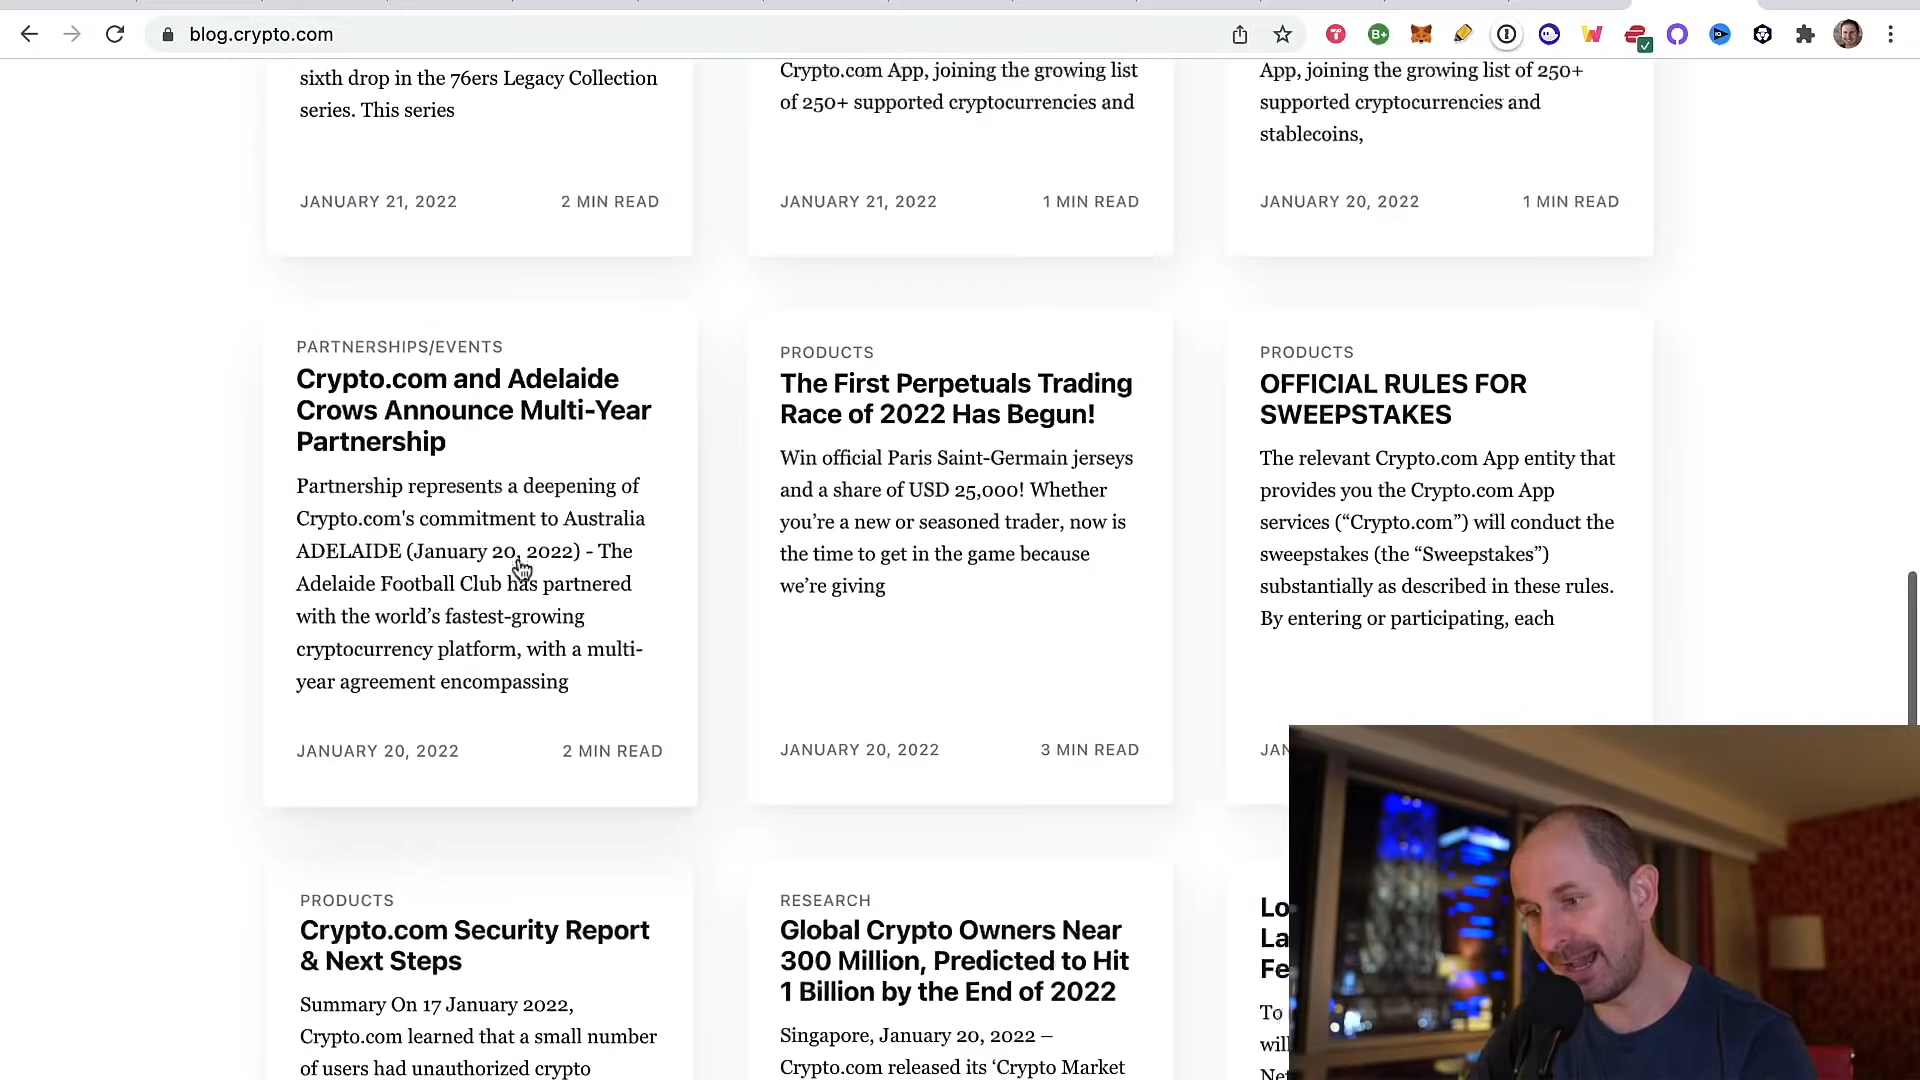 blog.crypto.com
sixth drop in the 76ers Legacy Collection
series. This series
JANUARY 21, 2022
2 MIN READ
Crypto.com App, joining the growing list
of 250+ supported cryptocurrencies and
JANUARY 21, 2022
1 MIN READ
App, joining the growing list of 250+
supported cryptocurrencies and
stablecoins,
JANUARY 20, 2022
1 MIN READ
PARTNERSHIPS/EVENTS
Crypto.com and Adelaide
Crows Announce Multi-Year
Partnership
Partnership represents a deepening of
Crypto.com's commitment to Australia
ADELAIDE (January 20, 2022) - The
Adelaide Football Club has partnered
with the world’s fastest-growing
cryptocurrency platform, with a multi-
year agreement encompassing
JANUARY 20, 2022
2 MIN READ
PRODUCTS
The First Perpetuals Trading
Race of 2022 Has Begun!
Win official Paris Saint-Germain jerseys
and a share of USD 25,000! Whether
you’re a new or seasoned trader, now is
the time to get in the game because
we’re giving
JANUARY 20, 2022
3 MIN READ
PRODUCTS
OFFICIAL RULES FOR
SWEEPSTAKES
The relevant Crypto.com App entity that
provides you the Crypto.com App
services (“Crypto.com”) will conduct the
sweepstakes (the “Sweepstakes”)
substantially as described in these rules.
By entering or participating, each
JAN
PRODUCTS
Crypto.com Security Report
& Next Steps
Summary On 17 January 2022,
Crypto.com learned that a small number
of users had unauthorized crypto
RESEARCH
Global Crypto Owners Near
300 Million, Predicted to Hit
1 Billion by the End of 2022
Singapore, January 20, 2022 –
Crypto.com released its ‘Crypto Market
Lo
La
Fe
To
will
Net